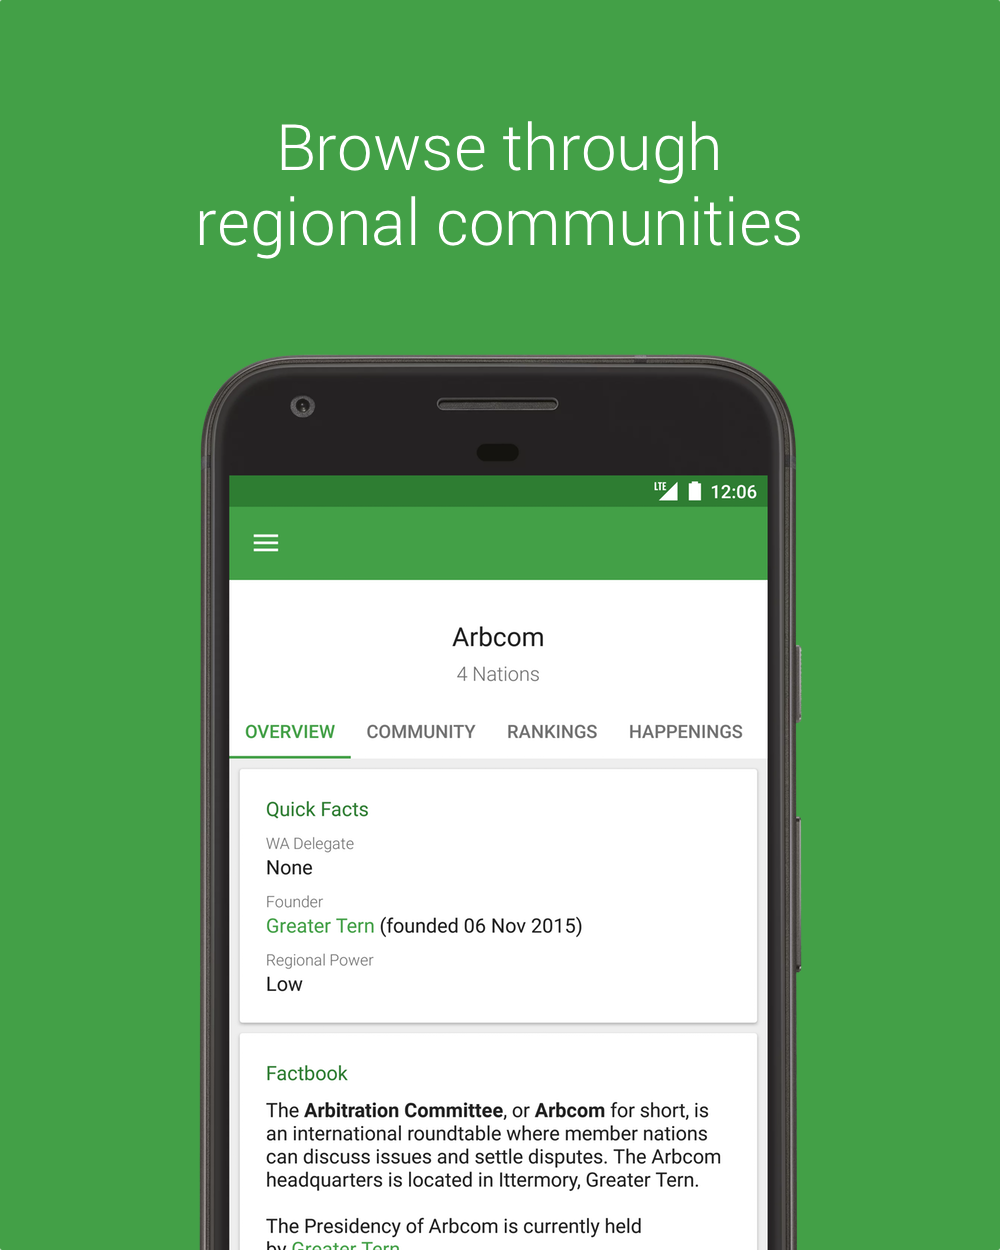 Browse through
regional communities
LTE 12:06
Arbcom
4 Nations
OVERVIEW COMMUNITY RANKINGS HAPPENINGS
Quick Facts
WA Delegate
None
Founder
Greater Tern (founded 06 Nov 2015)
Regional Power
Low
Factbook
The Arbitration Committee, or Arbcom for short, is
an international roundtable where member nations
can discuss issues and settle disputes. The Arbcom
headquarters is located in Ittermory, Greater Tern.
The Presidency of Arbcom is currently held
by Greater Tern